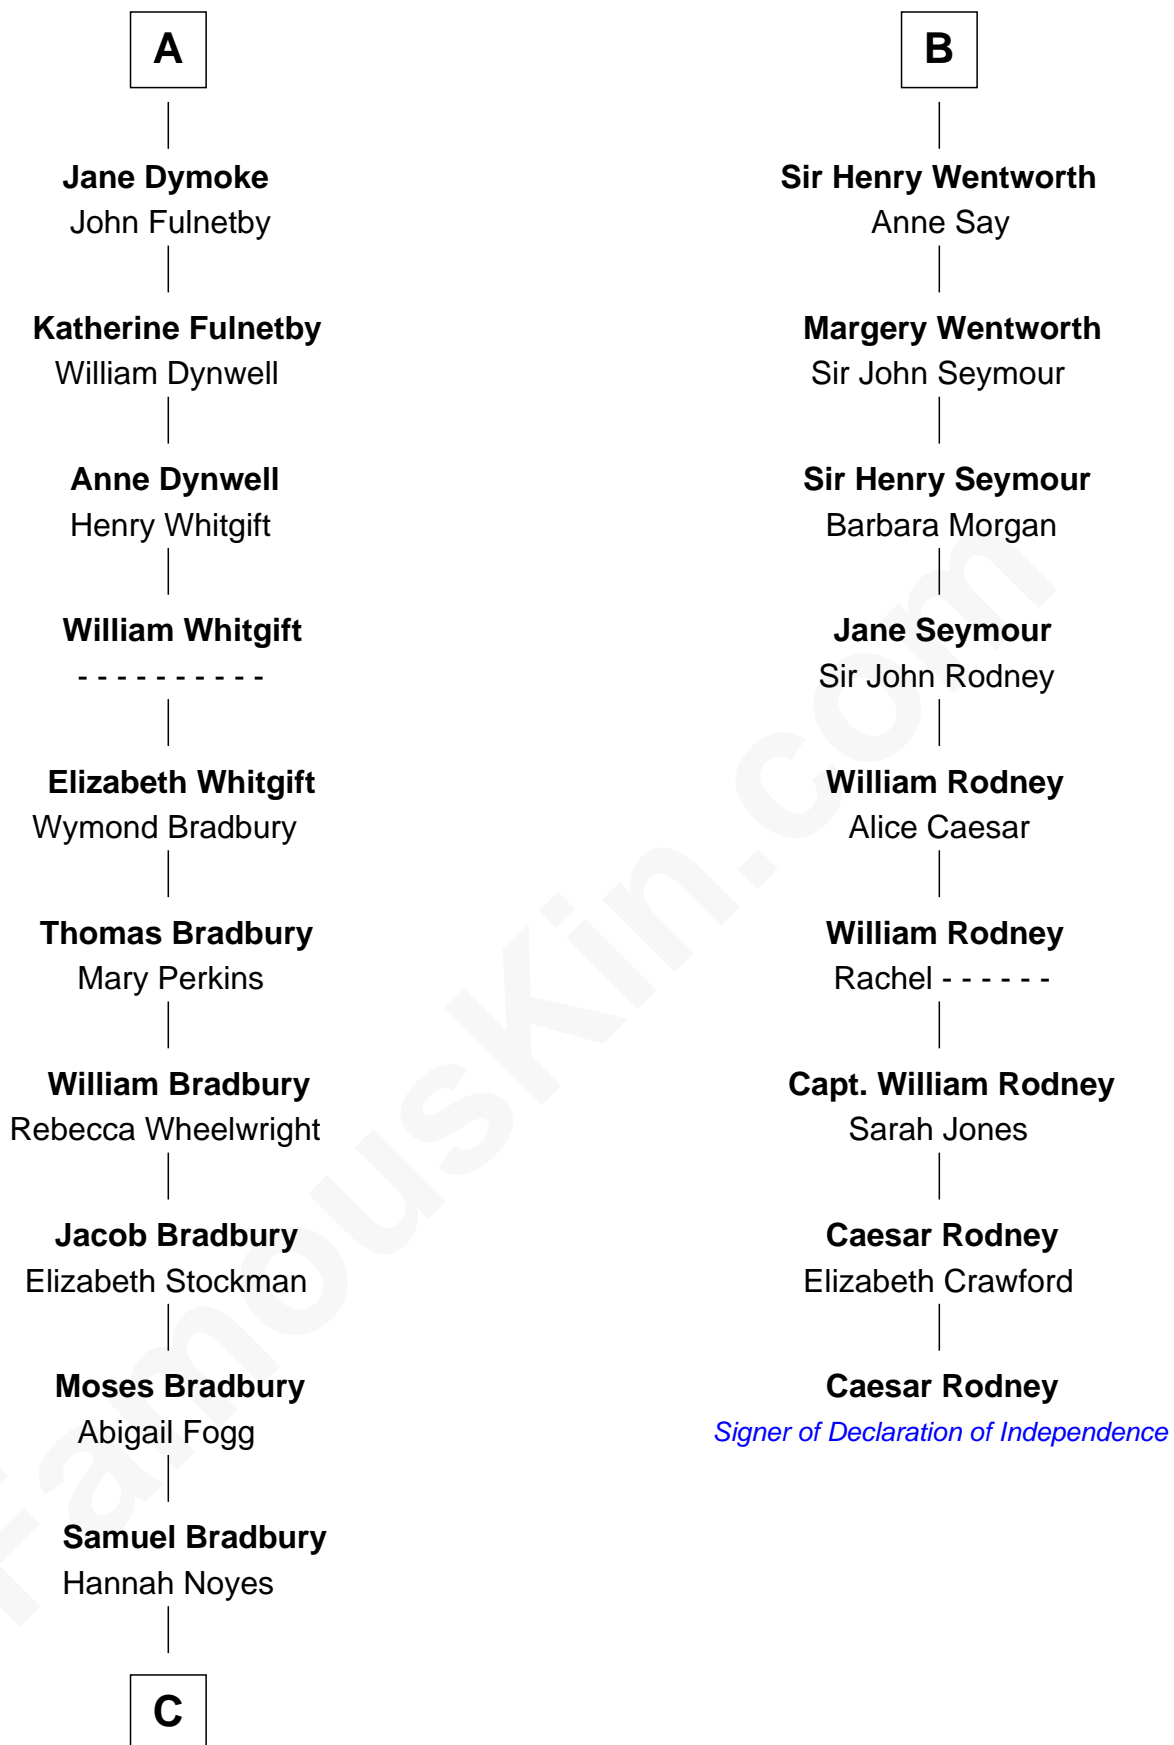 A
Jane Dymoke
John Fulnetby
Katherine Fulnetby
William Dynwell
Anne Dynwell
Henry Whitgift
William Whitgift
- - - - - - - - - -
Elizabeth Whitgift
Wymond Bradbury
Thomas Bradbury
Mary Perkins
William Bradbury
Rebecca Wheelwright
Jacob Bradbury
Elizabeth Stockman
Moses Bradbury
Abigail Fogg
Samuel Bradbury
Hannah Noyes
C
B
Sir Henry Wentworth
Anne Say
Margery Wentworth
Sir John Seymour
Sir Henry Seymour
Barbara Morgan
Jane Seymour
Sir John Rodney
William Rodney
Alice Caesar
William Rodney
Rachel - - - - - -
Capt. William Rodney
Sarah Jones
Caesar Rodney
Elizabeth Crawford
Caesar Rodney
Signer of Declaration of Independence
FamousKin.com